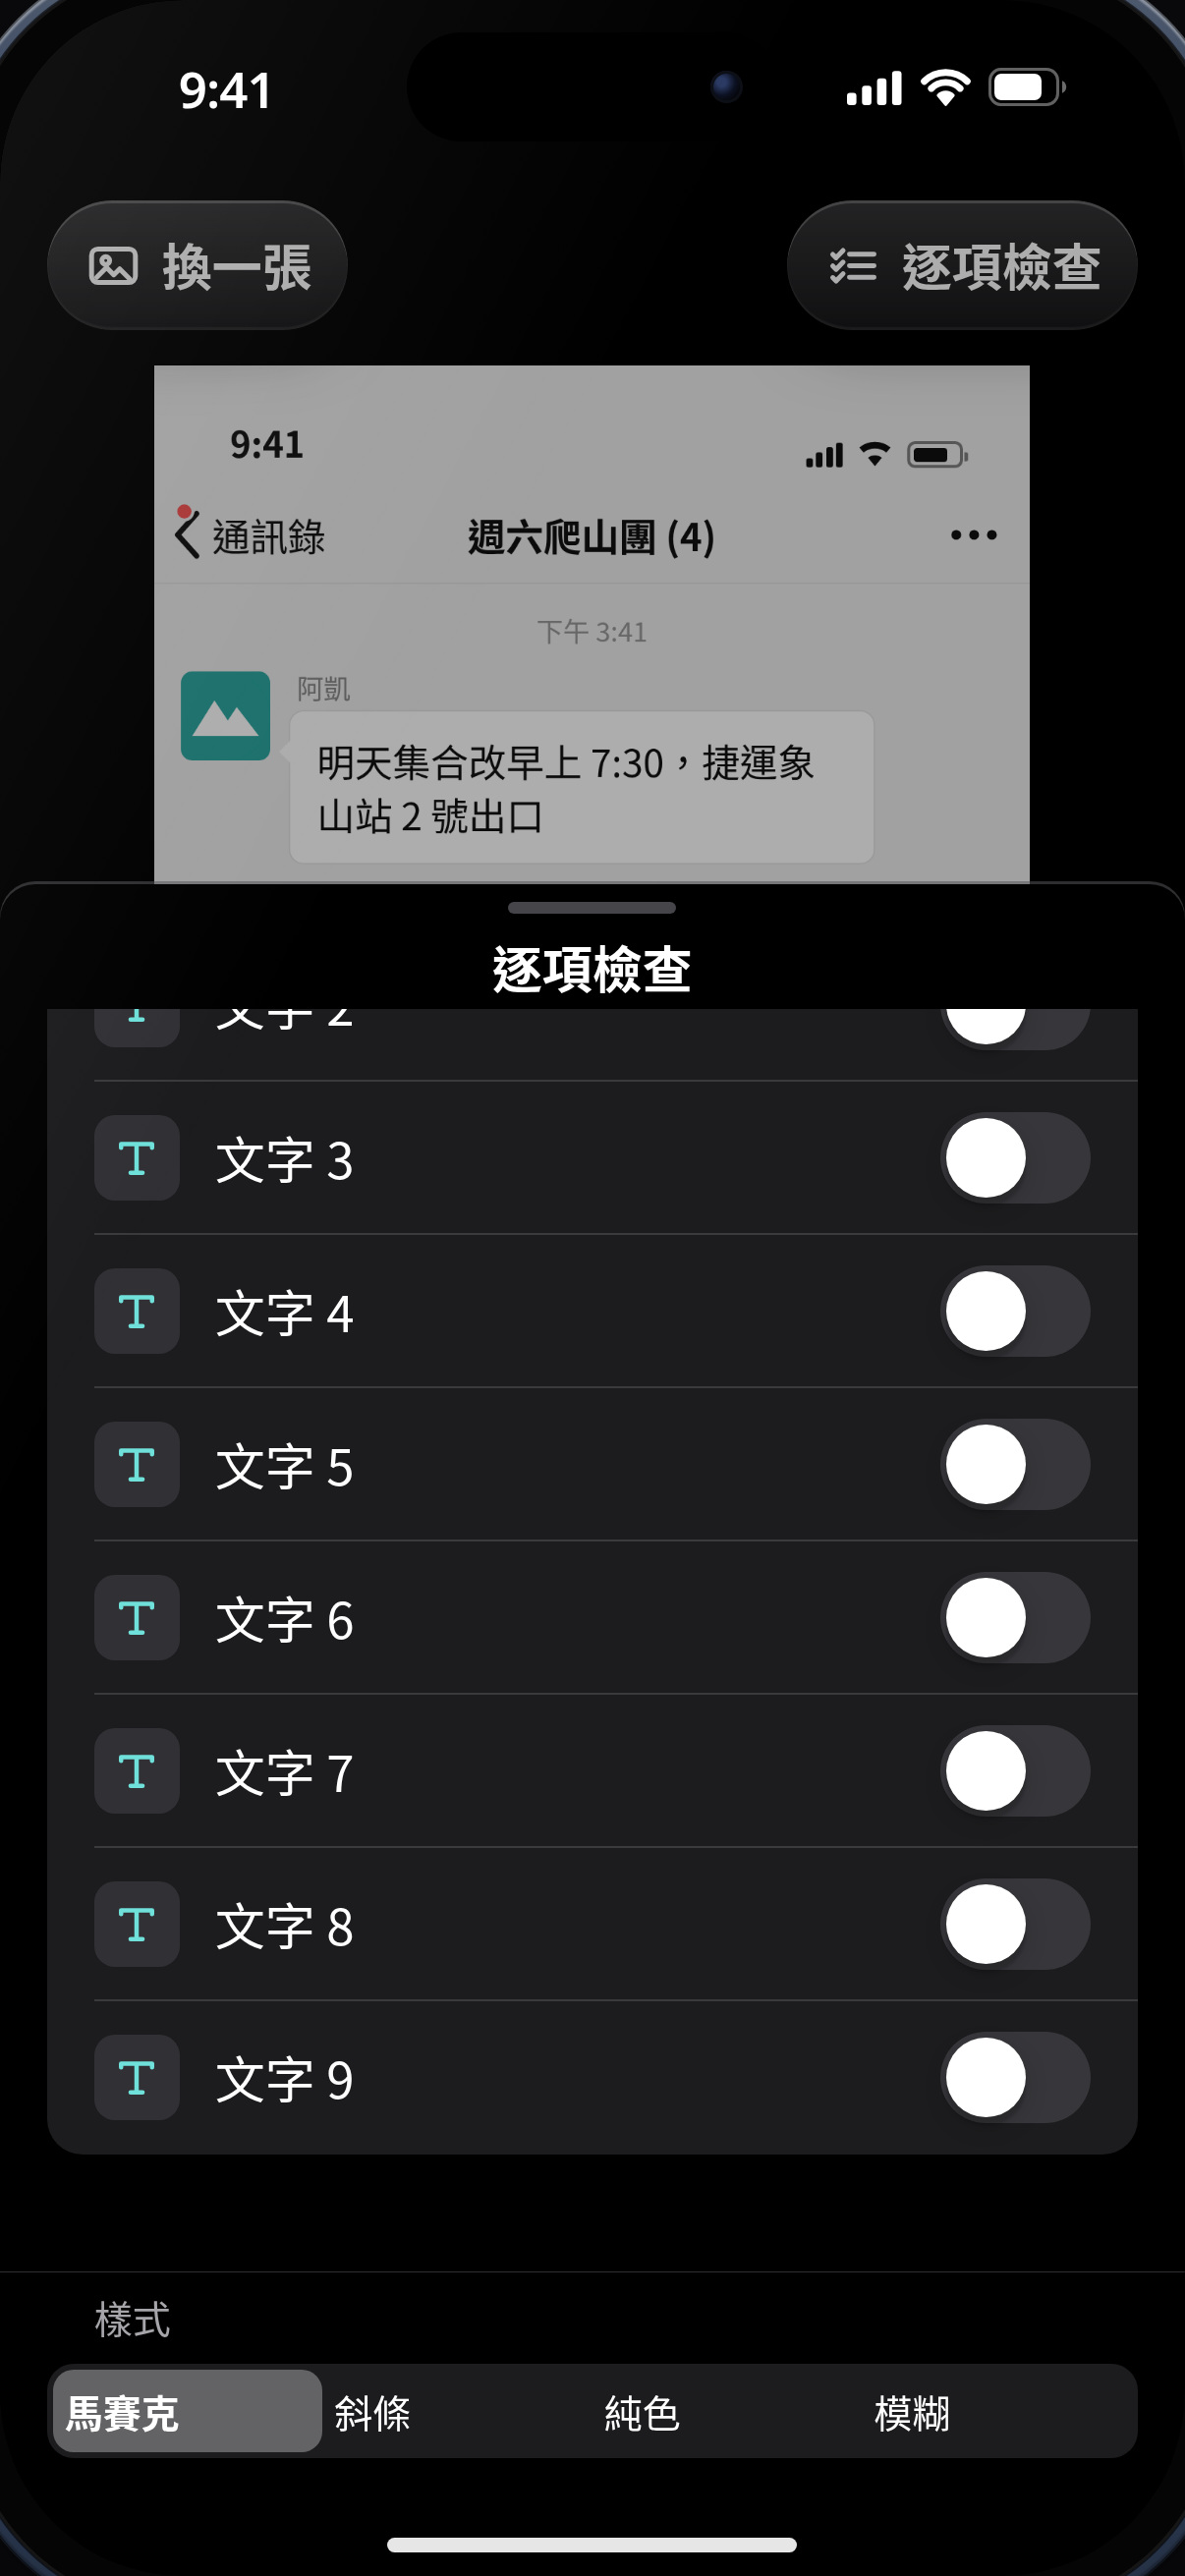 9:41
換一張
逐項檢查
9:41
通訊錄
週六爬山團 (4)
下午 3:41
阿凱
明天集合改早上 7:30，捷運象
山站 2 號出口
逐項檢查
文字 2
文字 3
文字 4
文字 5
文字 6
文字 7
文字 8
文字 9
樣式
馬賽克
斜條
純色
模糊